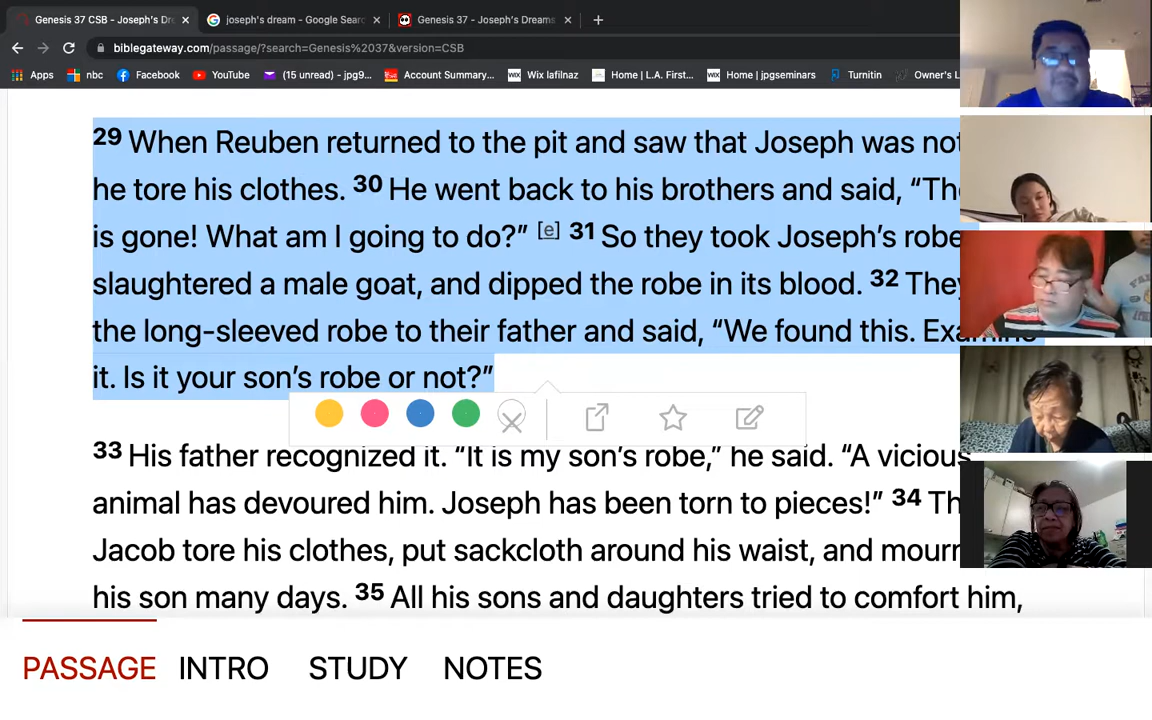 Genesis 37 CSB - Joseph's Dre
joseph's dream - Google Searc
Genesis 37 - Joseph's Dreams
biblegateway.com/passage/?search=Genesis%2037&version=CSB
Apps nbc Facebook YouTube (15 unread) - jpg9... Account Summary... Wix lafilnaz Home | L.A. First... Home | jpgseminars Turnitin Owner's L
29 When Reuben returned to the pit and saw that Joseph was not
he tore his clothes. 30 He went back to his brothers and said, “Th
is gone! What am I going to do?” [e] 31 So they took Joseph’s robe
slaughtered a male goat, and dipped the robe in its blood. 32 They
the long-sleeved robe to their father and said, “We found this. Examine
it. Is it your son’s robe or not?”
33 His father recognized it. “It is my son’s robe,” he said. “A vicious
animal has devoured him. Joseph has been torn to pieces!” 34 Th
Jacob tore his clothes, put sackcloth around his waist, and mourn
his son many days. 35 All his sons and daughters tried to comfort him,
PASSAGE INTRO STUDY NOTES